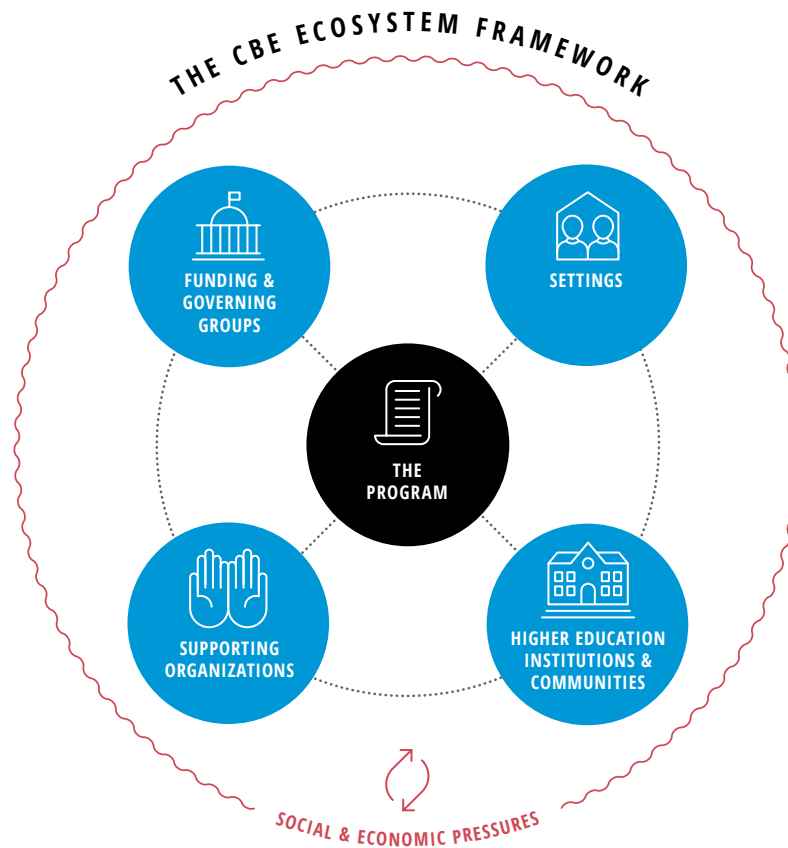 THE CBE ECOSYSTEM FRAMEWORK
FUNDING &
GOVERNING
GROUPS
SETTINGS
THE
PROGRAM
SUPPORTING
ORGANIZATIONS
HIGHER EDUCATION
INSTITUTIONS &
COMMUNITIES
SOCIAL & ECONOMIC PRESSURES